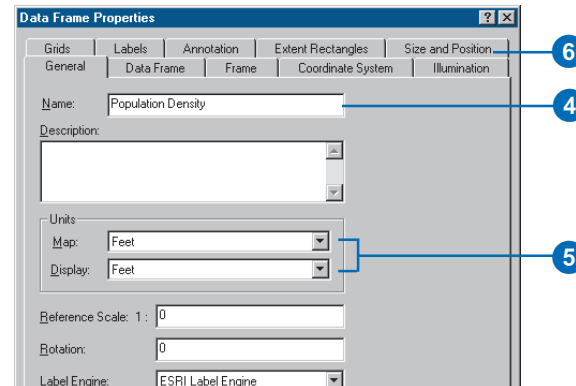 Data Frame Properties
Grids Labels Annotation Extent Rectangles Size and Position
6
General Data Frame Frame Coordinate System Illumination
Name: Population Density
4
Description:
Units
Map: Feet
5
Display: Feet
Reference Scale: 1 : 0
Rotation: 0
Label Engine: ESRI Label Engine